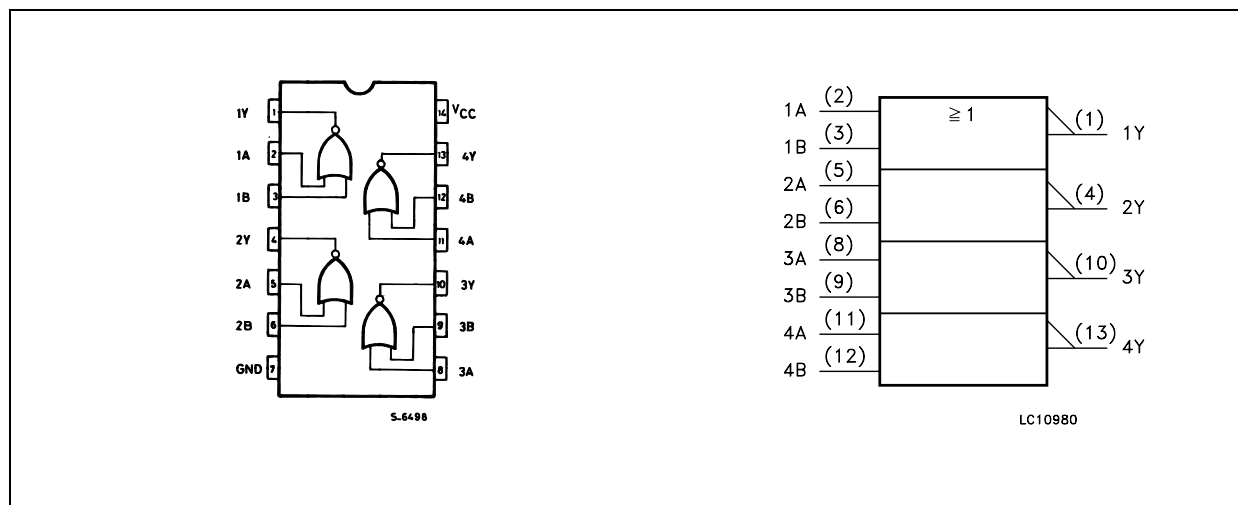 1Y 1 14 VCC
1A 2 13 4Y
1B 3 12 4B
2Y 4 11 4A
2A 5 10 3Y
2B 6 9 3B
GND 7 8 3A
S-6498
1A (2) ≧ 1 (1) 1Y
1B (3)
2A (5) (4) 2Y
2B (6)
3A (8) (10) 3Y
3B (9)
4A (11) (13) 4Y
4B (12)
LC10980